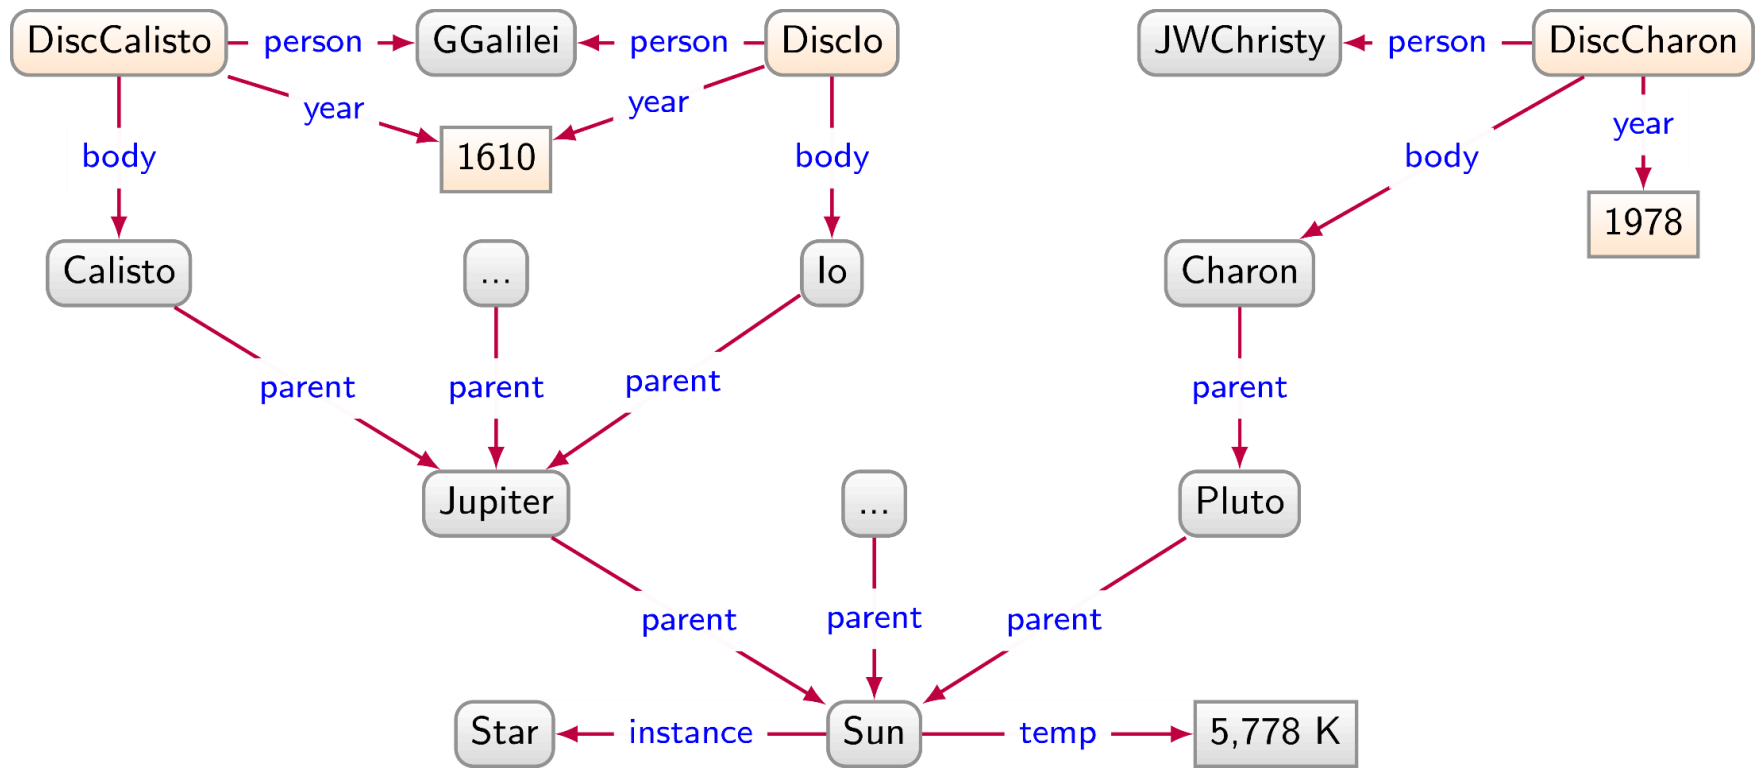 DiscCalisto person GGalilei person DiscIo JWChristy person DiscCharon
year year year
body 1610 body body
1978
Calisto ... Io Charon
parent parent parent parent
Jupiter ... Pluto
parent parent parent
Star instance Sun temp 5,778 K